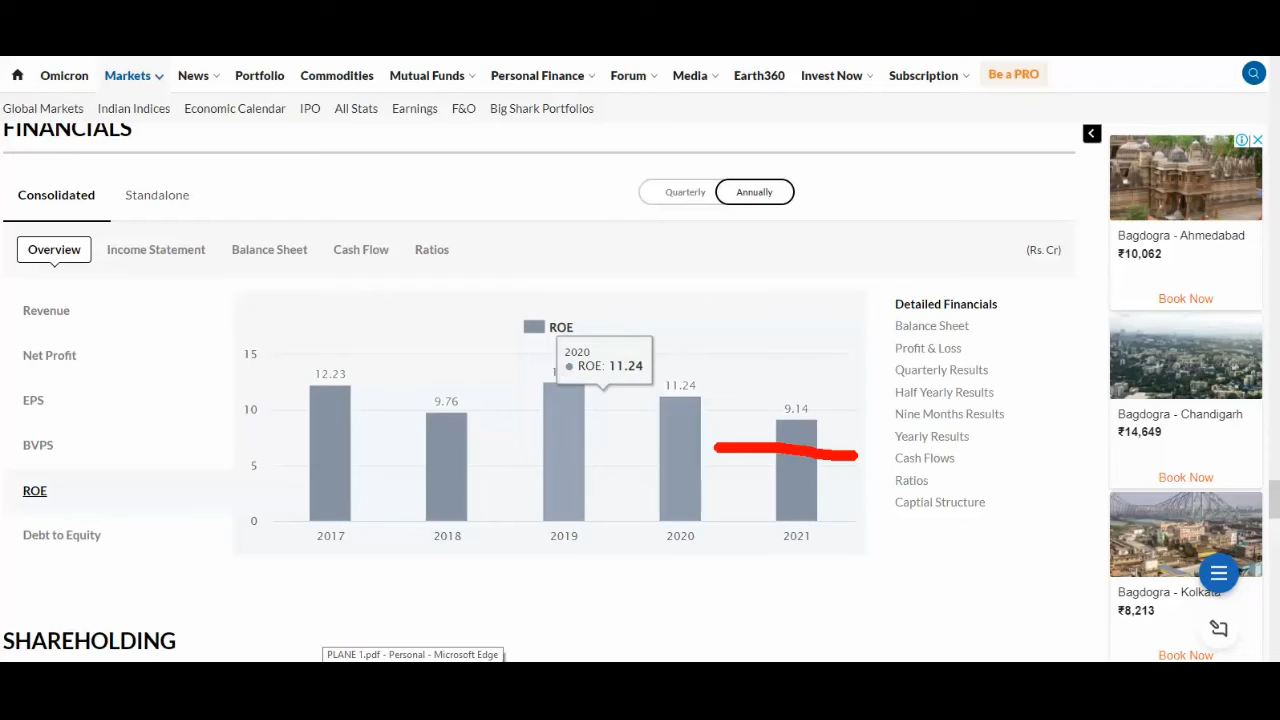 Omicron Markets News Portfolio Commodities Mutual Funds Personal Finance Forum Media Earth360 Invest Now Subscription Be a PRO
Global Markets Indian Indices Economic Calendar IPO All Stats Earnings F&O Big Shark Portfolios
FINANCIALS
Consolidated Standalone
Quarterly Annually
Overview Income Statement Balance Sheet Cash Flow Ratios
(Rs. Cr)
Revenue
Net Profit
EPS
BVPS
ROE
Debt to Equity
ROE
2020
ROE: 11.24
15
10
5
0
12.23
9.76
11.24
9.14
2017 2018 2019 2020 2021
Detailed Financials
Balance Sheet
Profit & Loss
Quarterly Results
Half Yearly Results
Nine Months Results
Yearly Results
Cash Flows
Ratios
Captial Structure
Bagdogra - Ahmedabad
₹10,062
Book Now
Bagdogra - Chandigarh
₹14,649
Book Now
Bagdogra - Kolkata
₹8,213
Book Now
SHAREHOLDING
PLANE 1.pdf - Personal - Microsoft Edge